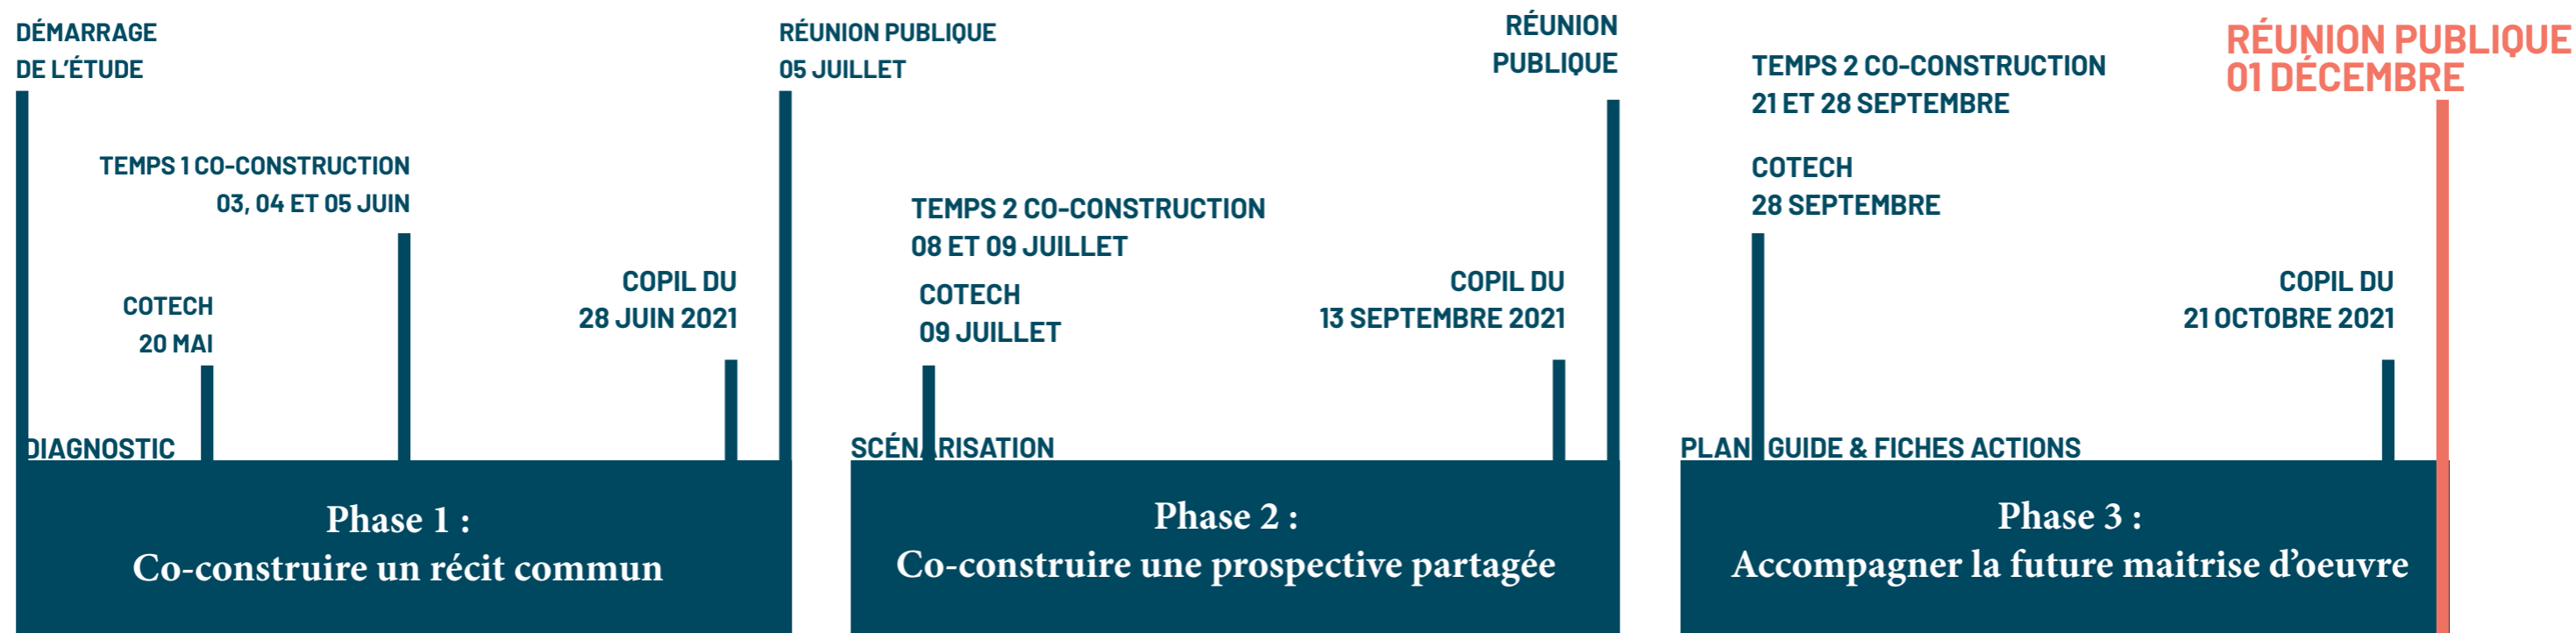 DÉMARRAGE
DE L'ÉTUDE
TEMPS 1 CO-CONSTRUCTION
03, 04 ET 05 JUIN
COTECH
20 MAI
COPIL DU
28 JUIN 2021
RÉUNION PUBLIQUE
05 JUILLET
DIAGNOSTIC
Phase 1 :
Co-construire un récit commun
TEMPS 2 CO-CONSTRUCTION
08 ET 09 JUILLET
COTECH
09 JUILLET
COPIL DU
13 SEPTEMBRE 2021
RÉUNION
PUBLIQUE
SCÉNARISATION
Phase 2 :
Co-construire une prospective partagée
TEMPS 2 CO-CONSTRUCTION
21 ET 28 SEPTEMBRE
COTECH
28 SEPTEMBRE
COPIL DU
21 OCTOBRE 2021
RÉUNION PUBLIQUE
01 DÉCEMBRE
PLAN GUIDE & FICHES ACTIONS
Phase 3 :
Accompagner la future maitrise d'oeuvre